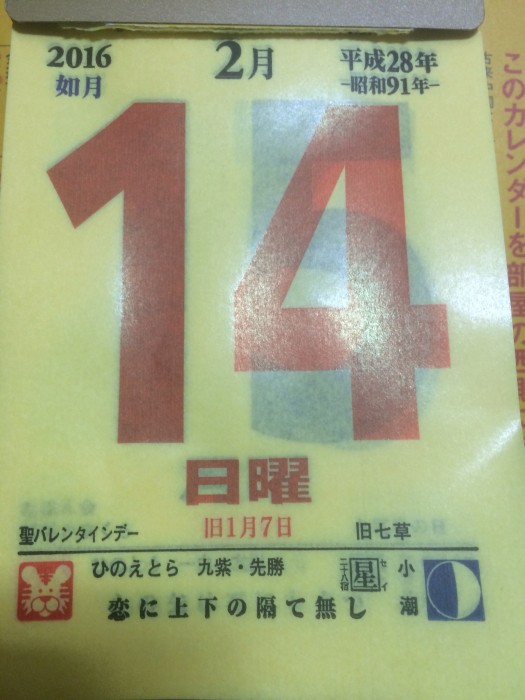 2016
如月
2月
平成28年
-昭和91年-
14
日曜
聖バレンタインデー
旧1月7日
旧七草
ひのえとら 九紫・先勝
二十八宿 星 セイ
小潮
恋に上下の隔て無し
このカレンダーを部屋の